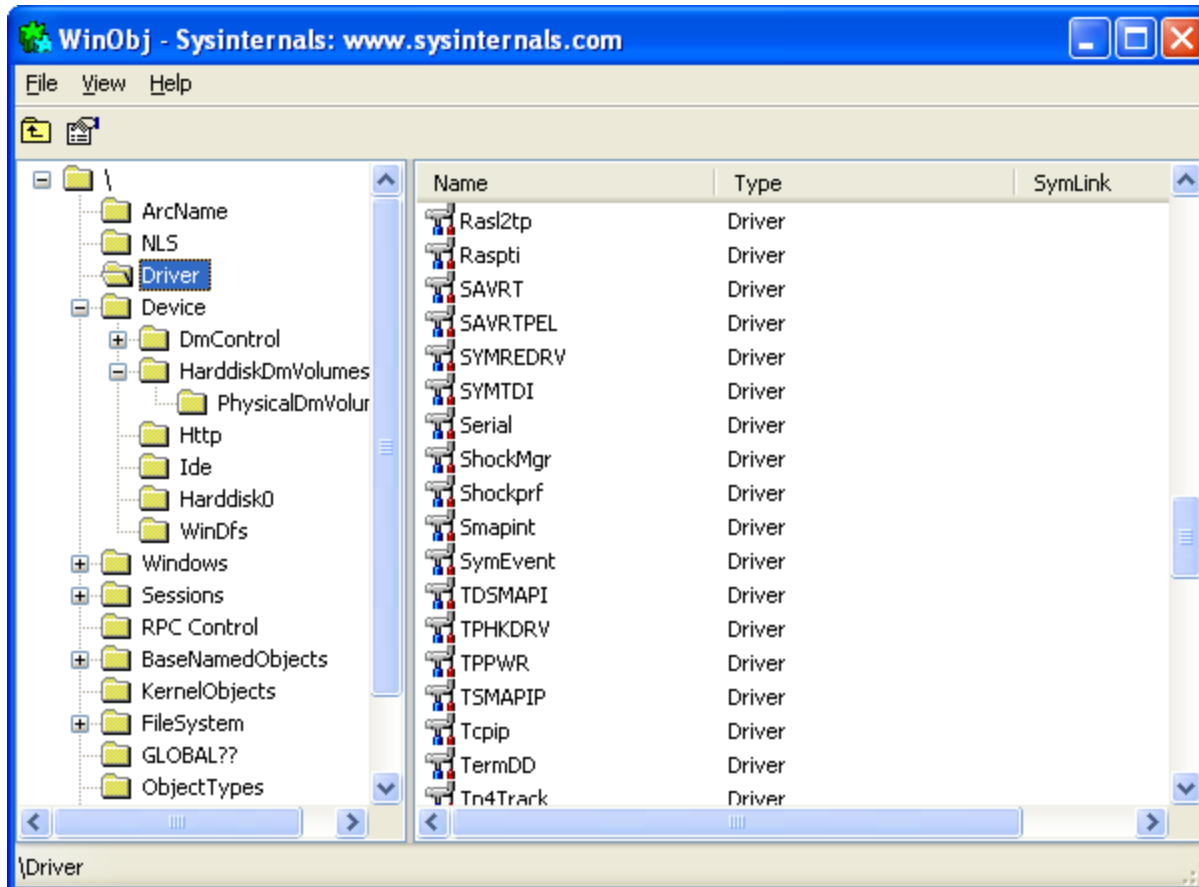 WinObj - Sysinternals: www.sysinternals.com
File View Help
\
ArcName
NLS
Driver
Device
DmControl
HarddiskDmVolumes
PhysicalDmVolur
Http
Ide
Harddisk0
WinDfs
Windows
Sessions
RPC Control
BaseNamedObjects
KernelObjects
FileSystem
GLOBAL??
ObjectTypes
Name Type SymLink
Rasl2tp Driver
Raspti Driver
SAVRT Driver
SAVRTPEL Driver
SYMREDRV Driver
SYMTDI Driver
Serial Driver
ShockMgr Driver
Shockprf Driver
Smapint Driver
SymEvent Driver
TDSMAPI Driver
TPHKDRV Driver
TPPWR Driver
TSMAPIP Driver
Tcpip Driver
TermDD Driver
Tp4Track Driver
\Driver